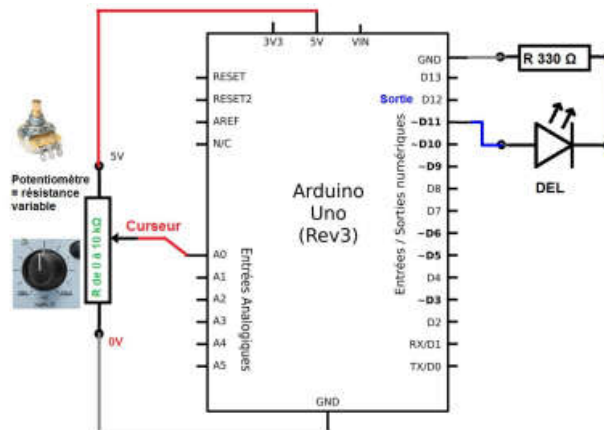 3V3
5V
VIN
GND
R 330 Ω
RESET
D13
RESET2
Sortie
D12
AREF
~D11
N/C
~D10
5V
~D9
DEL
Potentiomètre
= résistance
variable
Arduino
Uno
(Rev3)
D8
D7
Curseur
R de 0 à 10 kΩ
Entrées Analogiques
Entrées / Sorties numériques
~D6
A0
~D5
A1
D4
A2
~D3
A3
D2
0V
A4
RX/D1
A5
TX/D0
GND